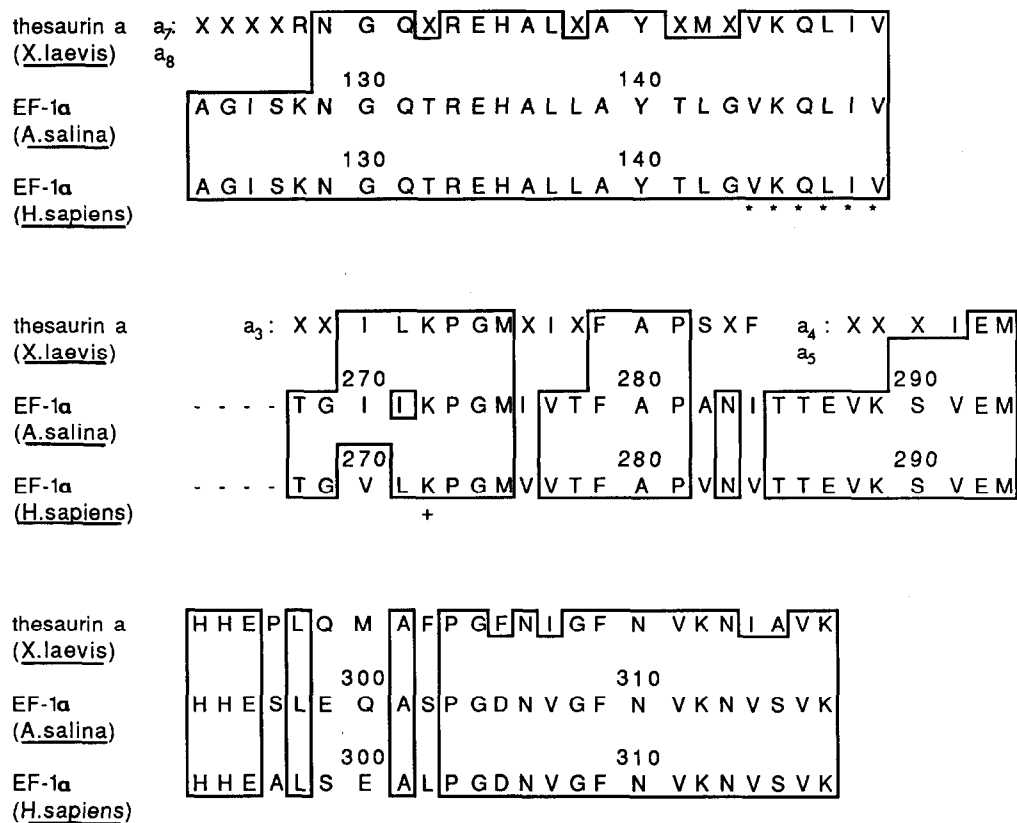 thesaurin a a7: X X X X R N G Q X R E H A L X A Y X M X V K Q L I V
(X.laevis) a8
130 140
EF-1α A G I S K N G Q T R E H A L L A Y T L G V K Q L I V
(A.salina)
130 140
EF-1α A G I S K N G Q T R E H A L L A Y T L G V K Q L I V
(H.sapiens) * * * * * *
thesaurin a a3: X X I L K P G M X I X F A P S X F a4: X X X I E M
(X.laevis) a5
270 280 290
EF-1α - - - - T G I I K P G M I V T F A P A N I T T E V K S V E M
(A.salina)
270 280 290
EF-1α - - - - T G V L K P G M V V T F A P V N V T T E V K S V E M
(H.sapiens) +
thesaurin a H H E P L Q M A F P G F N I G F N V K N I A V K
(X.laevis)
300 310
EF-1α H H E S L E Q A S P G D N V G F N V K N V S V K
(A.salina)
300 310
EF-1α H H E A L S E A L P G D N V G F N V K N V S V K
(H.sapiens)